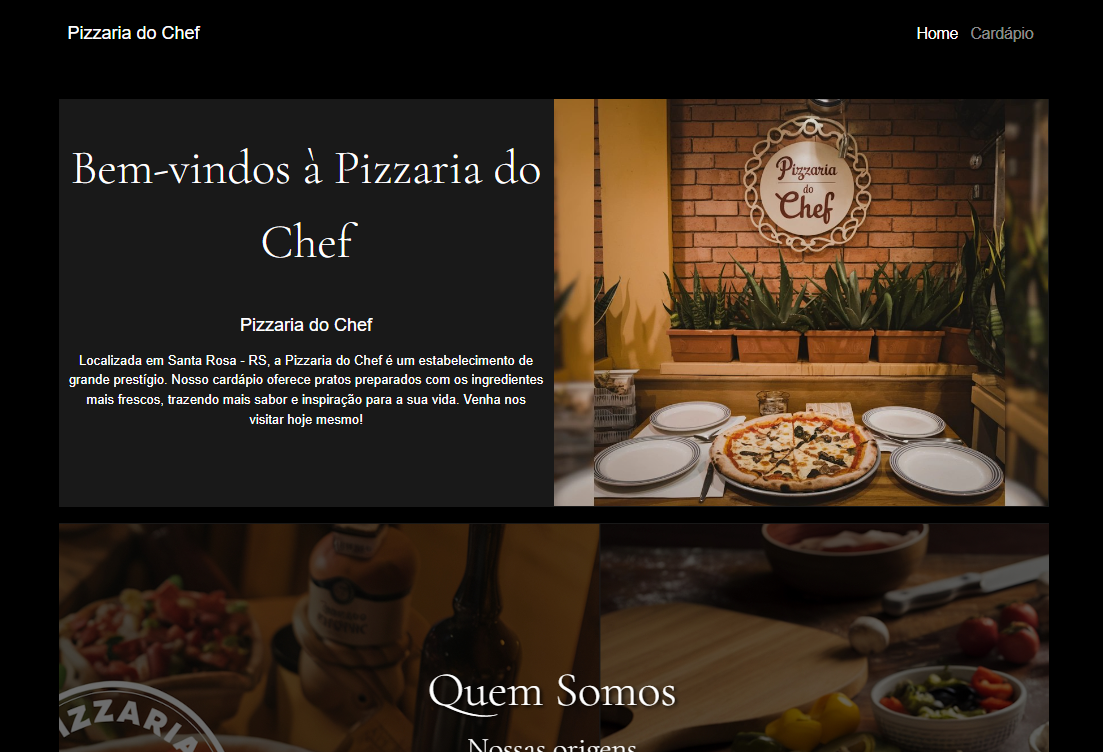 Pizzaria do Chef
Home Cardápio
Bem-vindos à Pizzaria do
Chef
Pizzaria do Chef
Localizada em Santa Rosa - RS, a Pizzaria do Chef é um estabelecimento de
grande prestígio. Nosso cardápio oferece pratos preparados com os ingredientes
mais frescos, trazendo mais sabor e inspiração para a sua vida. Venha nos
visitar hoje mesmo!
Pizzaria
do
Chef
Quem Somos
Nossas origens